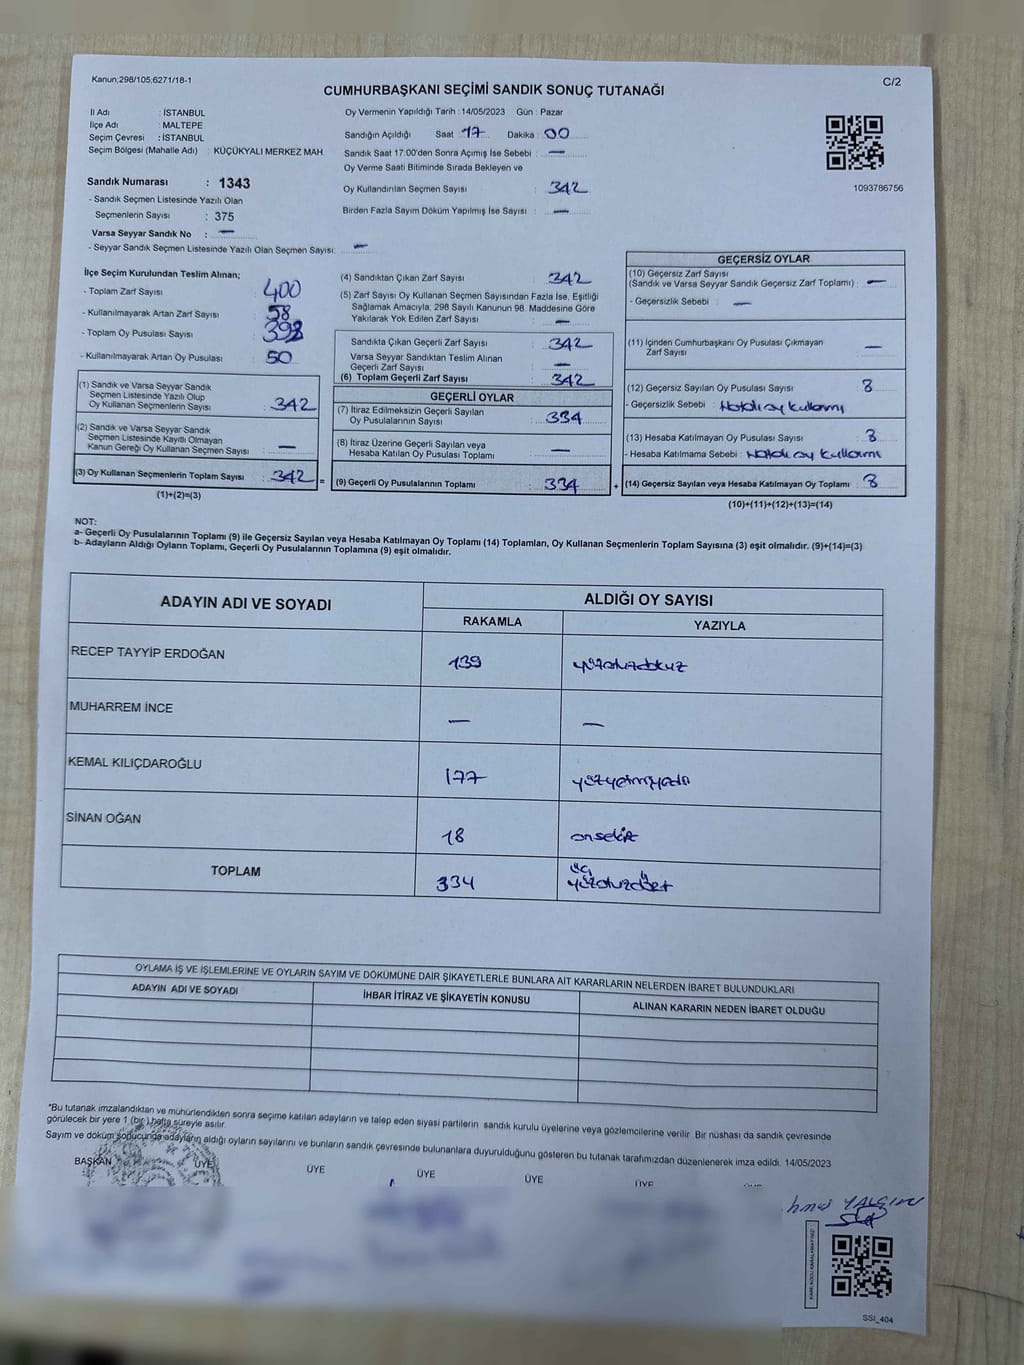 Kanun;298/105,6271/18-1
C/2
CUMHURBAŞKANI SEÇİMİ SANDIK SONUÇ TUTANAĞI
İl Adı : İSTANBUL
İlçe Adı : MALTEPE
Seçim Çevresi : İSTANBUL
Seçim Bölgesi (Mahalle Adı) : KÜÇÜKYALI MERKEZ MAH.
Oy Vermenin Yapıldığı Tarih : 14/05/2023 Gün : Pazar
Sandığın Açıldığı Saat : 17 Dakika : 00
Sandık Saat 17:00'den Sonra Açımış İse Sebebi : —
Oy Verme Saati Bitiminde Sırada Bekleyen ve
Oy Kullandırılan Seçmen Sayısı : 342
Birden Fazla Sayım Döküm Yapılmış İse Sayısı : —
1093786756
Sandık Numarası : 1343
- Sandık Seçmen Listesinde Yazılı Olan
Seçmenlerin Sayısı : 375
Varsa Seyyar Sandık No : —
- Seyyar Sandık Seçmen Listesinde Yazılı Olan Seçmen Sayısı: —
İlçe Seçim Kurulundan Teslim Alınan;
- Toplam Zarf Sayısı : 400
- Kullanılmayarak Artan Zarf Sayısı : 58
- Toplam Oy Pusulası Sayısı : 392
- Kullanılmayarak Artan Oy Pusulası : 50
(1) Sandık ve Varsa Seyyar Sandık
Seçmen Listesinde Yazılı Olup
Oy Kullanan Seçmenlerin Sayısı : 342
(2) Sandık ve Varsa Seyyar Sandık
Seçmen Listesinde Kayıtlı Olmayan
Kanun Gereği Oy Kullanan Seçmen Sayısı : —
(3) Oy Kullanan Seçmenlerin Toplam Sayısı : 342 =
(1)+(2)=(3)
(4) Sandıktan Çıkan Zarf Sayısı : 342
(5) Zarf Sayısı Oy Kullanan Seçmen Sayısından Fazla İse, Eşitliği
Sağlamak Amacıyla, 298 Sayılı Kanunun 98. Maddesine Göre
Yakılarak Yok Edilen Zarf Sayısı : —
Sandıkta Çıkan Geçerli Zarf Sayısı : 342
Varsa Seyyar Sandıktan Teslim Alınan
Geçerli Zarf Sayısı : —
(6) Toplam Geçerli Zarf Sayısı : 342
GEÇERLİ OYLAR
(7) İtiraz Edilmeksizin Geçerli Sayılan
Oy Pusulasının Sayısı : 334
(8) İtiraz Üzerine Geçerli Sayılan veya
Hesaba Katılan Oy Pusulası Toplamı : —
(9) Geçerli Oy Pusulalarının Toplamı : 334 +
GEÇERSİZ OYLAR
(10) Geçersiz Zarf Sayısı
(Sandık ve Varsa Seyyar Sandık Geçersiz Zarf Toplamı) : —
- Geçersizlik Sebebi : —
(11) İçinden Cumhurbaşkanı Oy Pusulası Çıkmayan
Zarf Sayısı : —
(12) Geçersiz Sayılan Oy Pusulası Sayısı : 8
- Geçersizlik Sebebi : Hatalı oy kullanımı
(13) Hesaba Katılmayan Oy Pusulası Sayısı : 8
- Hesaba Katılmama Sebebi : Hatalı oy kullanımı
(14) Geçersiz Sayılan veya Hesaba Katılmayan Oy Toplamı : 8
(10)+(11)+(12)+(13)=(14)
NOT:
a- Geçerli Oy Pusulalarının Toplamı (9) ile Geçersiz Sayılan veya Hesaba Katılmayan Oy Toplamı (14) Toplamları, Oy Kullanan Seçmenlerin Toplam Sayısına (3) eşit olmalıdır. (9)+(14)=(3)
b- Adayların Aldığı Oyların Toplamı, Geçerli Oy Pusulalarının Toplamına (9) eşit olmalıdır.
ADAYIN ADI VE SOYADI
ALDIĞI OY SAYISI
RAKAMLA YAZIYLA
RECEP TAYYİP ERDOĞAN 139 yüzotuzdokuz
MUHARREM İNCE — —
KEMAL KILIÇDAROĞLU 177 yüzyetmişyedi
SİNAN OĞAN 18 onsekiz
TOPLAM 334 üç yüzotuzdört
OYLAMA İŞ VE İŞLEMLERİNE VE OYLARIN SAYIM VE DÖKÜMÜNE DAİR ŞİKAYETLERLE BUNLARA AİT KARARLARIN NELERDEN İBARET BULUNDUKLARI
ADAYIN ADI VE SOYADI İHBAR İTİRAZ VE ŞİKAYETİN KONUSU ALINAN KARARIN NEDEN İBARET OLDUĞU
*Bu tutanak imzalandıktan ve mühürlendikten sonra seçime katılan adayların ve talep eden siyasi partilerin sandık kurulu üyelerine veya gözlemcilerine verilir. Bir nüshası da sandık çevresinde
görülecek bir yere 1 (bir ) hafta süreyle asılır.
Sayım ve döküm sonucunda adayların aldığı oyların sayılarını ve bunların sandık çevresinde bulunanlara duyurulduğunu gösteren bu tutanak tarafımızdan düzenlenerek imza edildi. 14/05/2023
BAŞKAN ÜYE ÜYE ÜYE ÜYE ÜYE
YALGIN
SSİ_404